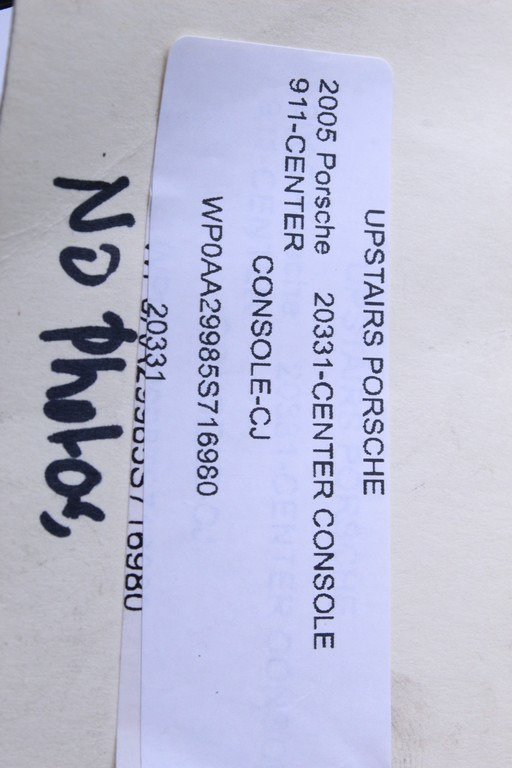 UPSTAIRS PORSCHE
2005 Porsche 20331-CENTER CONSOLE
911-CENTER
CONSOLE-CJ
WP0AA29985S716980
20331
No photos,